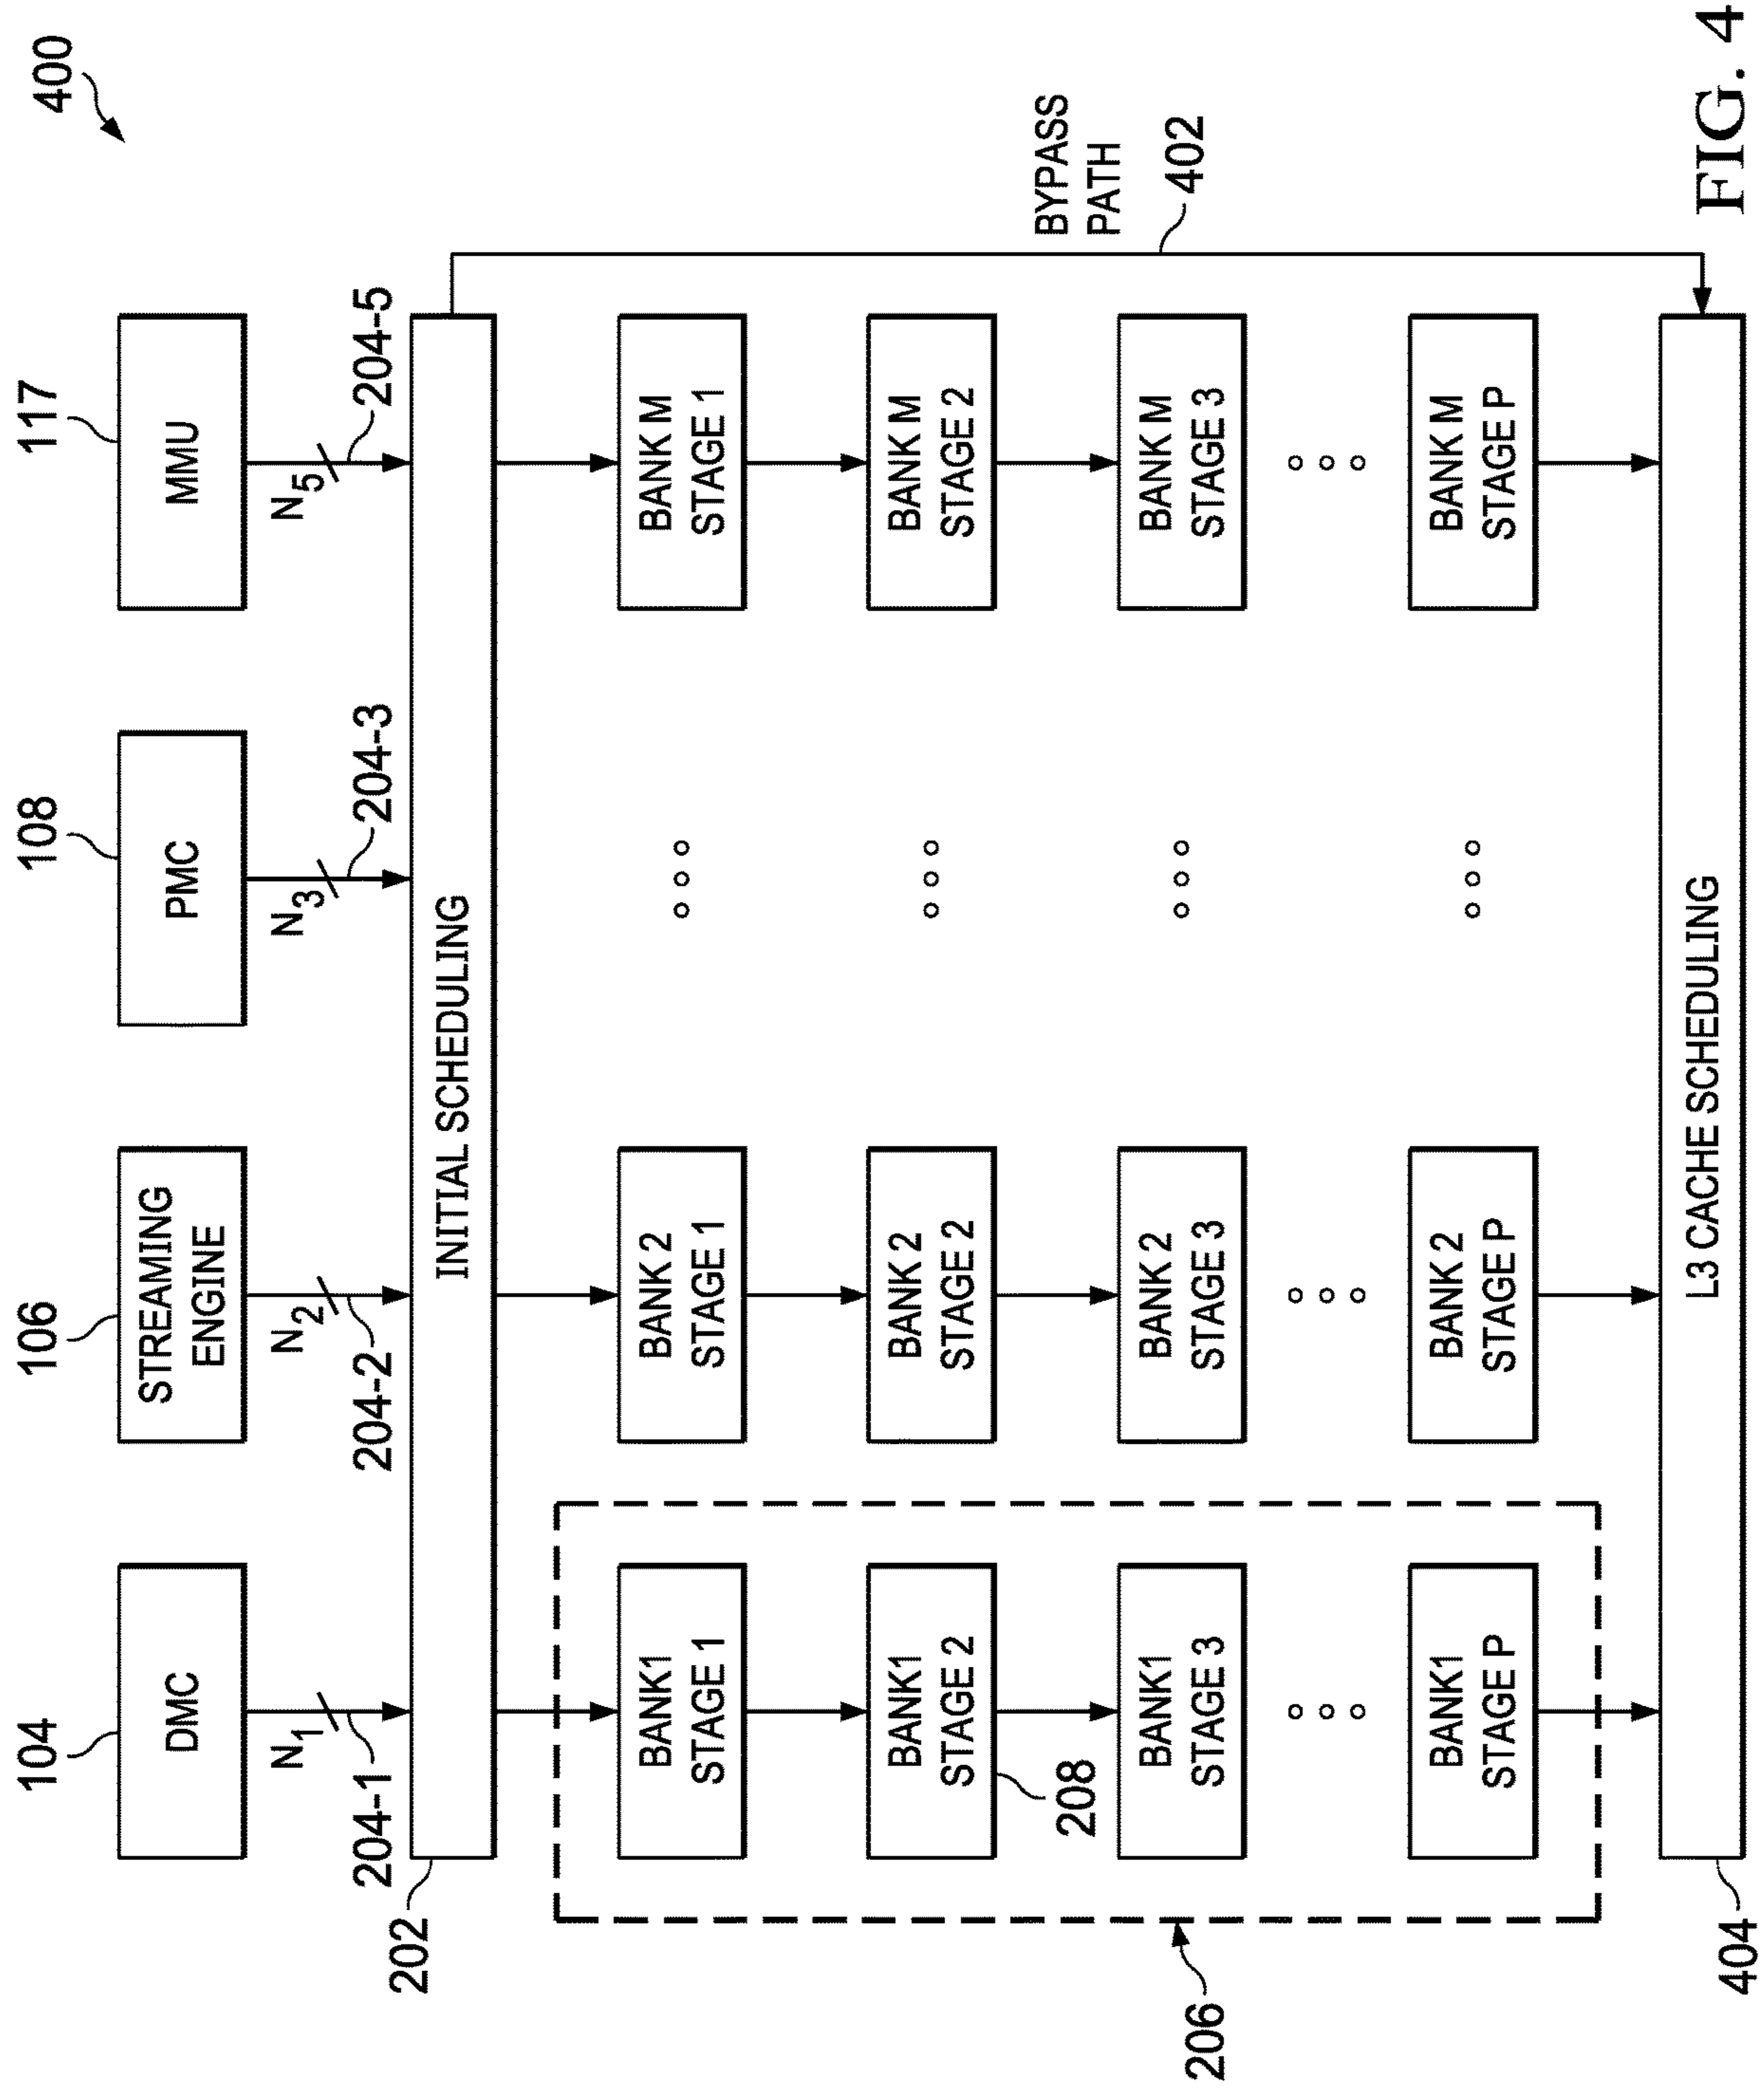 400
104
106
108
117
DMC
STREAMING
ENGINE
PMC
MMU
N1
204-1
N2
204-2
N3
204-3
N5
204-5
202
INITIAL SCHEDULING
BANK1
STAGE 1
BANK 2
STAGE 1
BANK M
STAGE 1
BANK1
STAGE 2
208
BANK 2
STAGE 2
BANK M
STAGE 2
BYPASS
PATH
402
206
BANK1
STAGE 3
BANK 2
STAGE 3
BANK M
STAGE 3
BANK1
STAGE P
BANK 2
STAGE P
BANK M
STAGE P
404
L3 CACHE SCHEDULING
FIG. 4